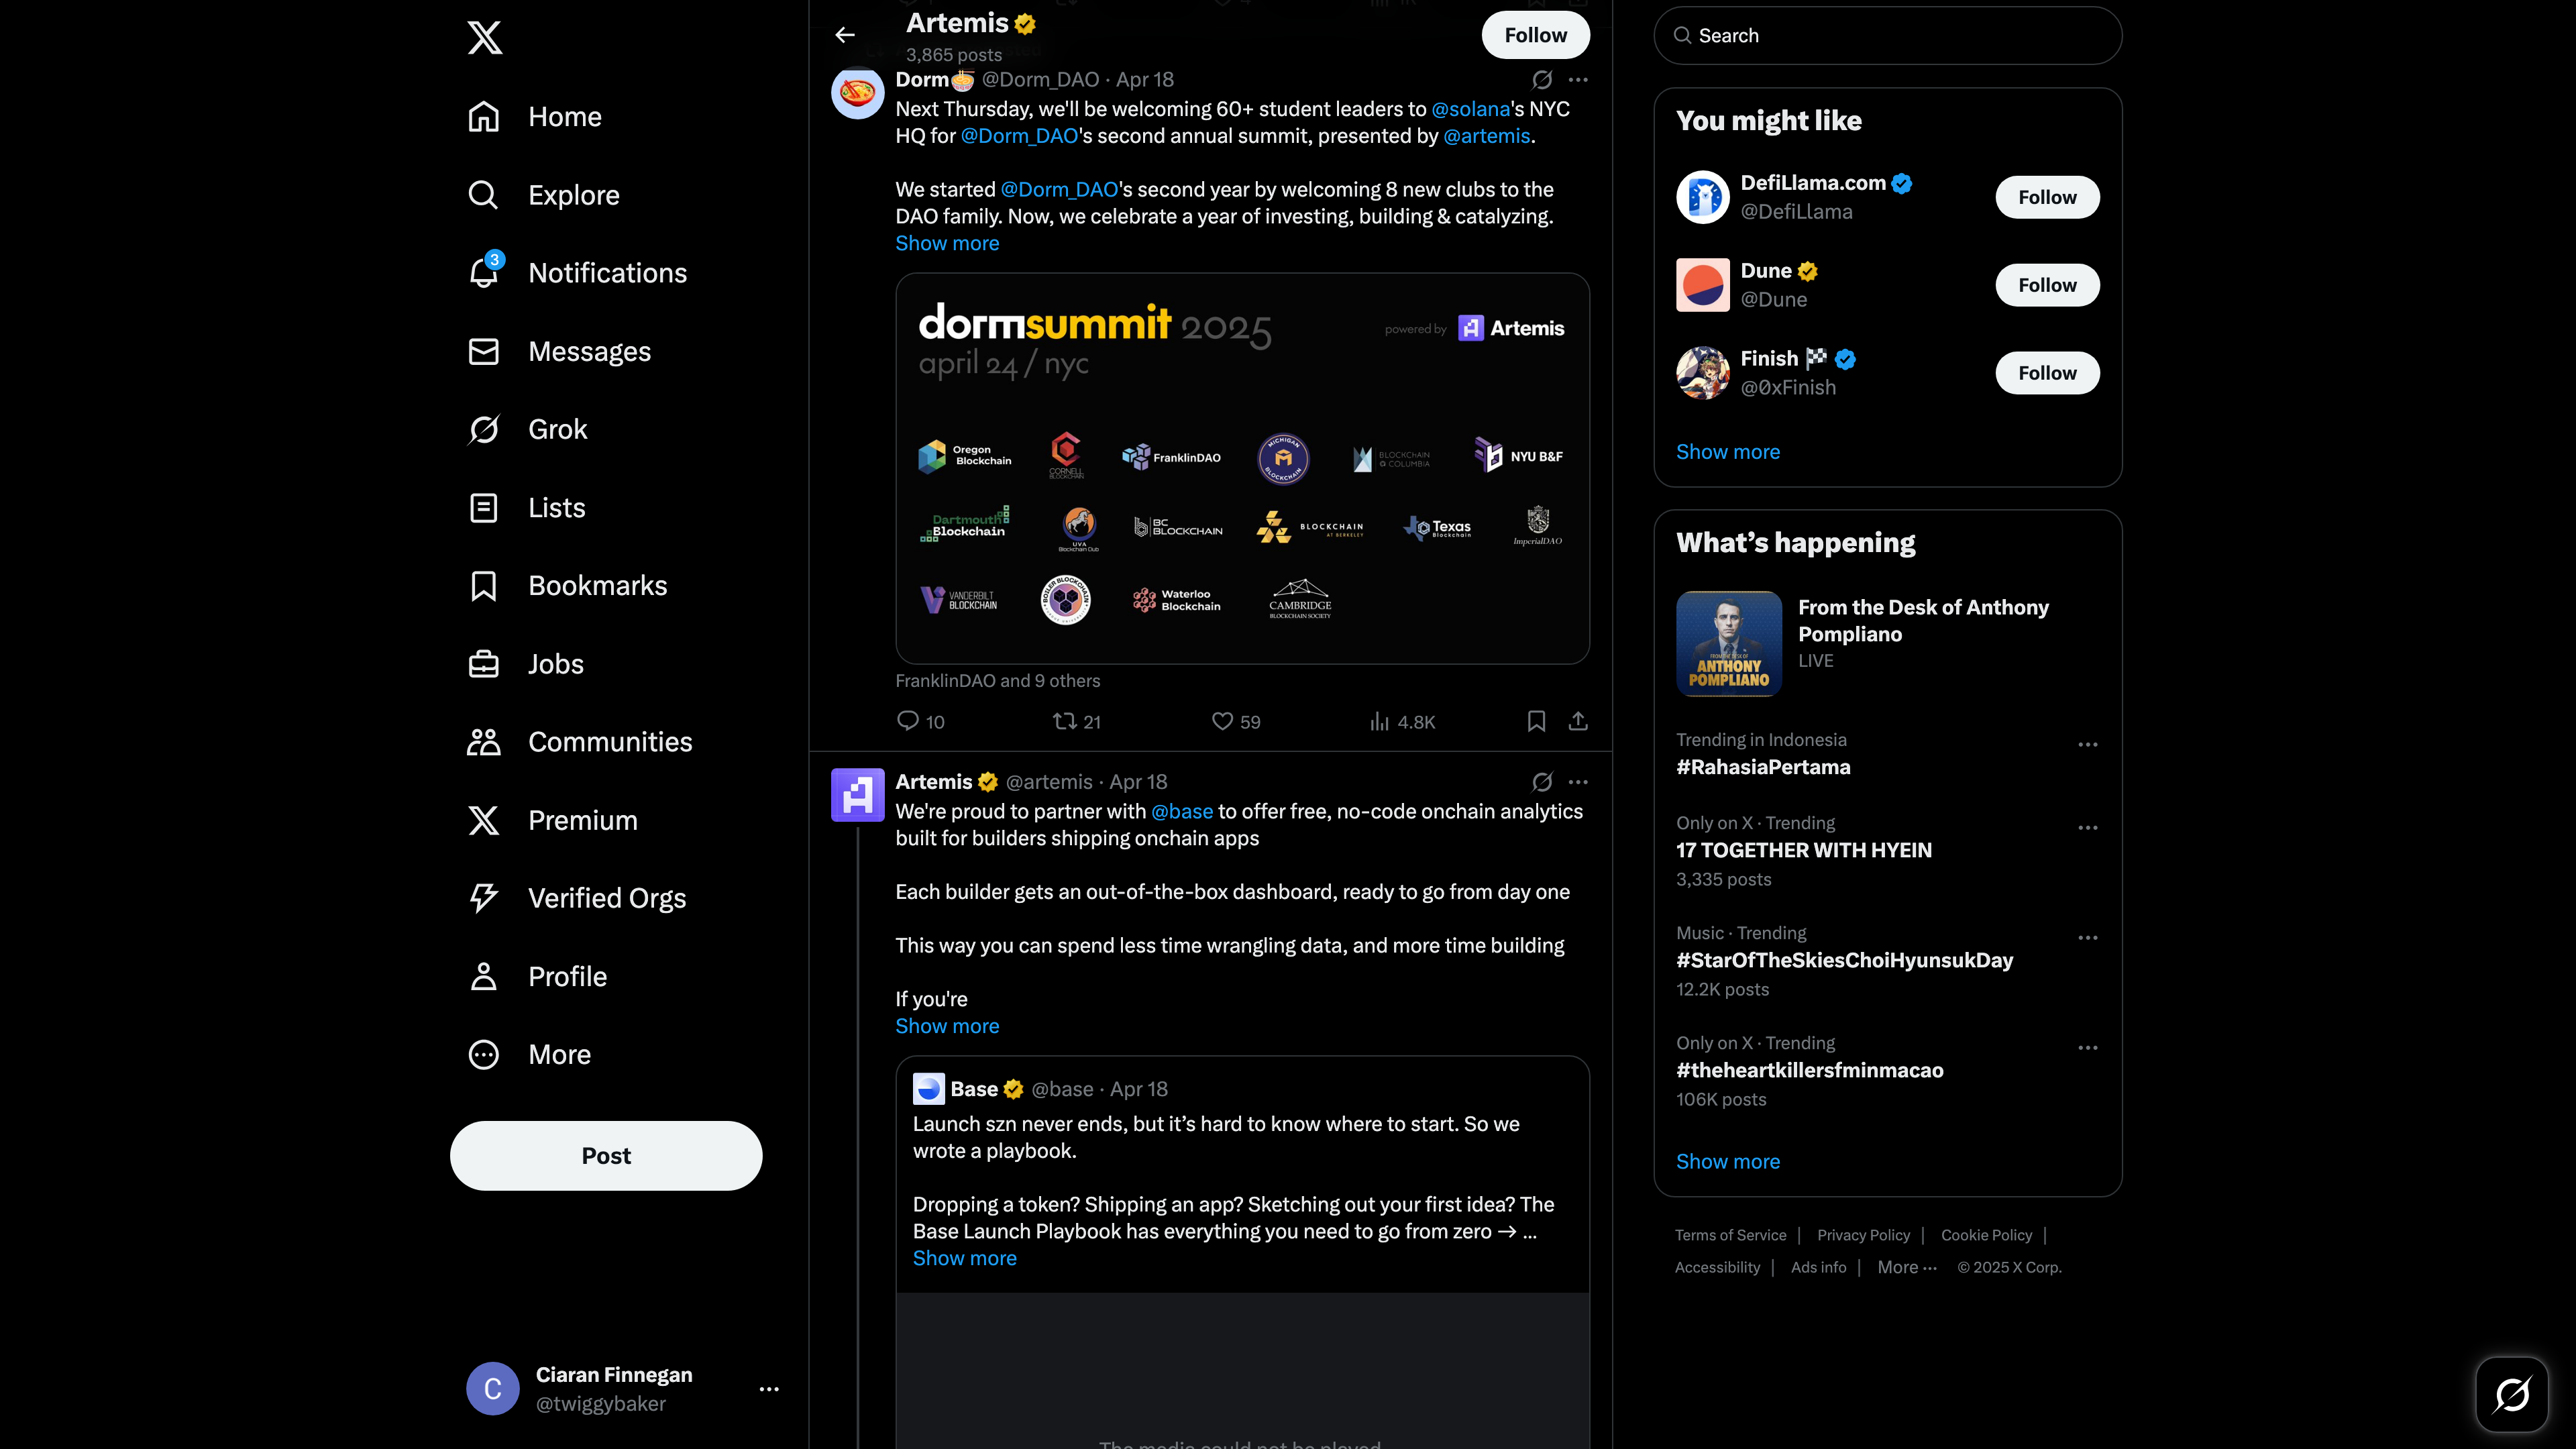 Home
Explore
3
Notifications
Messages
Grok
Lists
Bookmarks
Jobs
Communities
Premium
Verified Orgs
Profile
More
Post
C
Ciaran Finnegan
@twiggybaker
Artemis
3,865 posts
Follow
Dorm🍜 @Dorm_DAO · Apr 18
Next Thursday, we'll be welcoming 60+ student leaders to @solana's NYC
HQ for @Dorm_DAO's second annual summit, presented by @artemis.
We started @Dorm_DAO's second year by welcoming 8 new clubs to the
DAO family. Now, we celebrate a year of investing, building & catalyzing.
Show more
dormsummit 2025
april 24 / nyc
powered by Artemis
Oregon Blockchain
CORNELL BLOCKCHAIN
FranklinDAO
MICHIGAN BLOCKCHAIN
BLOCKCHAIN @ COLUMBIA
NYU B&F
Dartmouth Blockchain
UVA Blockchain Club
BC BLOCKCHAIN
BLOCKCHAIN AT BERKELEY
Texas Blockchain
ImperialDAO
VANDERBILT BLOCKCHAIN
BOILER BLOCKCHAIN
Waterloo Blockchain
CAMBRIDGE BLOCKCHAIN SOCIETY
FranklinDAO and 9 others
10 21 59 4.8K
Artemis @artemis · Apr 18
We're proud to partner with @base to offer free, no-code onchain analytics
built for builders shipping onchain apps
Each builder gets an out-of-the-box dashboard, ready to go from day one
This way you can spend less time wrangling data, and more time building
If you're
Show more
Base @base · Apr 18
Launch szn never ends, but it’s hard to know where to start. So we
wrote a playbook.
Dropping a token? Shipping an app? Sketching out your first idea? The
Base Launch Playbook has everything you need to go from zero → ...
Show more
The media could not be played.
Search
You might like
DefiLlama.com
@DefiLlama
Follow
Dune
@Dune
Follow
Finish 🏁
@0xFinish
Follow
Show more
What’s happening
FROM THE DESK OF
ANTHONY
POMPLIANO
From the Desk of Anthony
Pompliano
LIVE
Trending in Indonesia
#RahasiaPertama
Only on X · Trending
17 TOGETHER WITH HYEIN
3,335 posts
Music · Trending
#StarOfTheSkiesChoiHyunsukDay
12.2K posts
Only on X · Trending
#theheartkillersfminmacao
106K posts
Show more
Terms of Service | Privacy Policy | Cookie Policy |
Accessibility | Ads info | More ··· © 2025 X Corp.